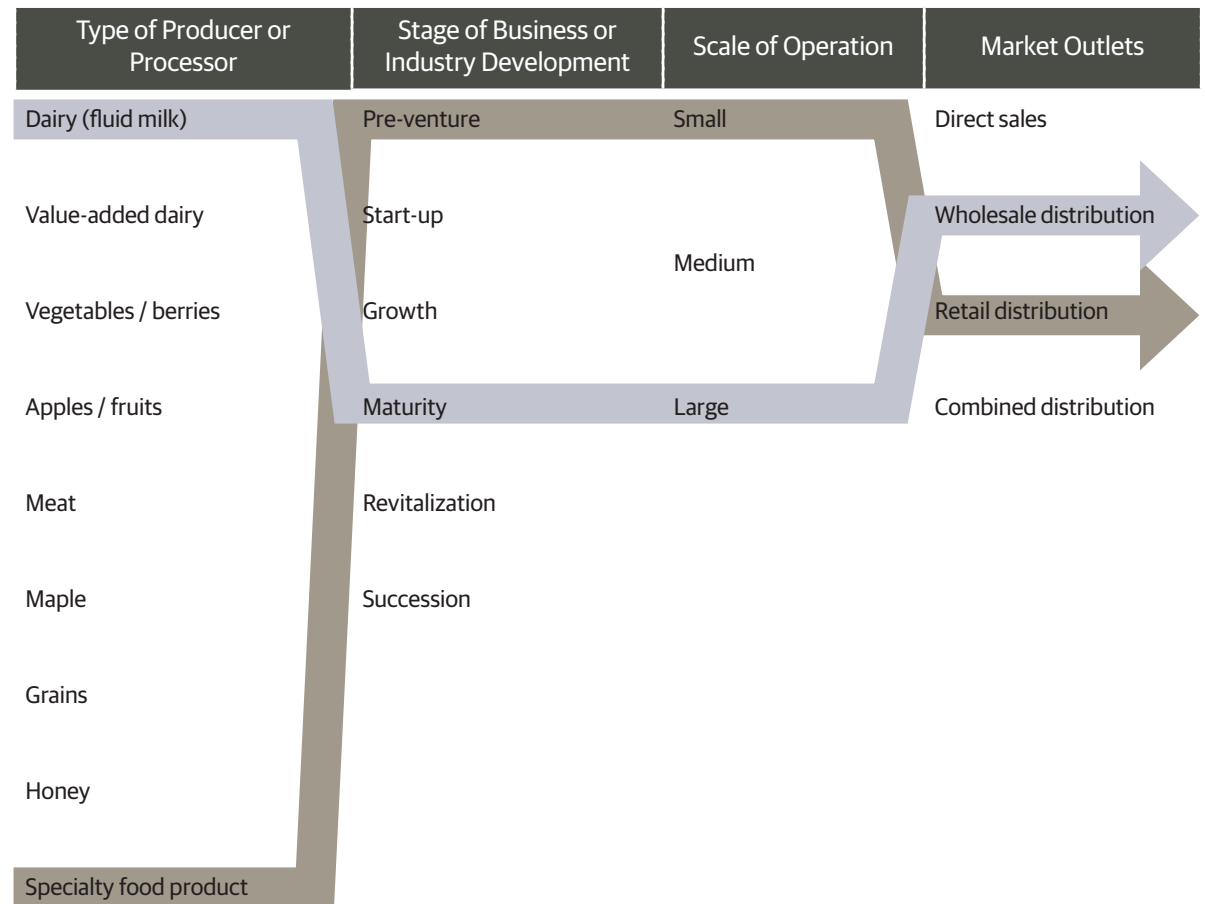 Type of Producer or
Processor
Stage of Business or
Industry Development
Scale of Operation
Market Outlets
Dairy (fluid milk)
Pre-venture
Small
Direct sales
Value-added dairy
Start-up
Wholesale distribution
Medium
Vegetables / berries
Growth
Retail distribution
Apples / fruits
Maturity
Large
Combined distribution
Meat
Revitalization
Maple
Succession
Grains
Honey
Specialty food product